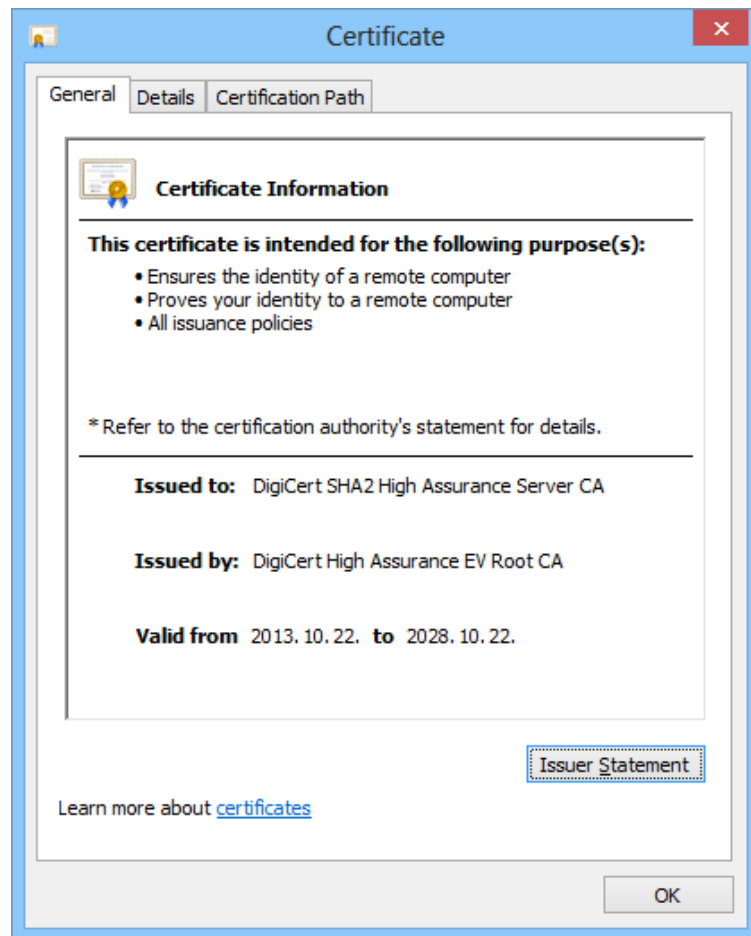 Certificate
General Details Certification Path
Certificate Information
This certificate is intended for the following purpose(s):
• Ensures the identity of a remote computer
• Proves your identity to a remote computer
• All issuance policies
* Refer to the certification authority's statement for details.
Issued to: DigiCert SHA2 High Assurance Server CA
Issued by: DigiCert High Assurance EV Root CA
Valid from 2013. 10. 22. to 2028. 10. 22.
Issuer Statement
Learn more about certificates
OK